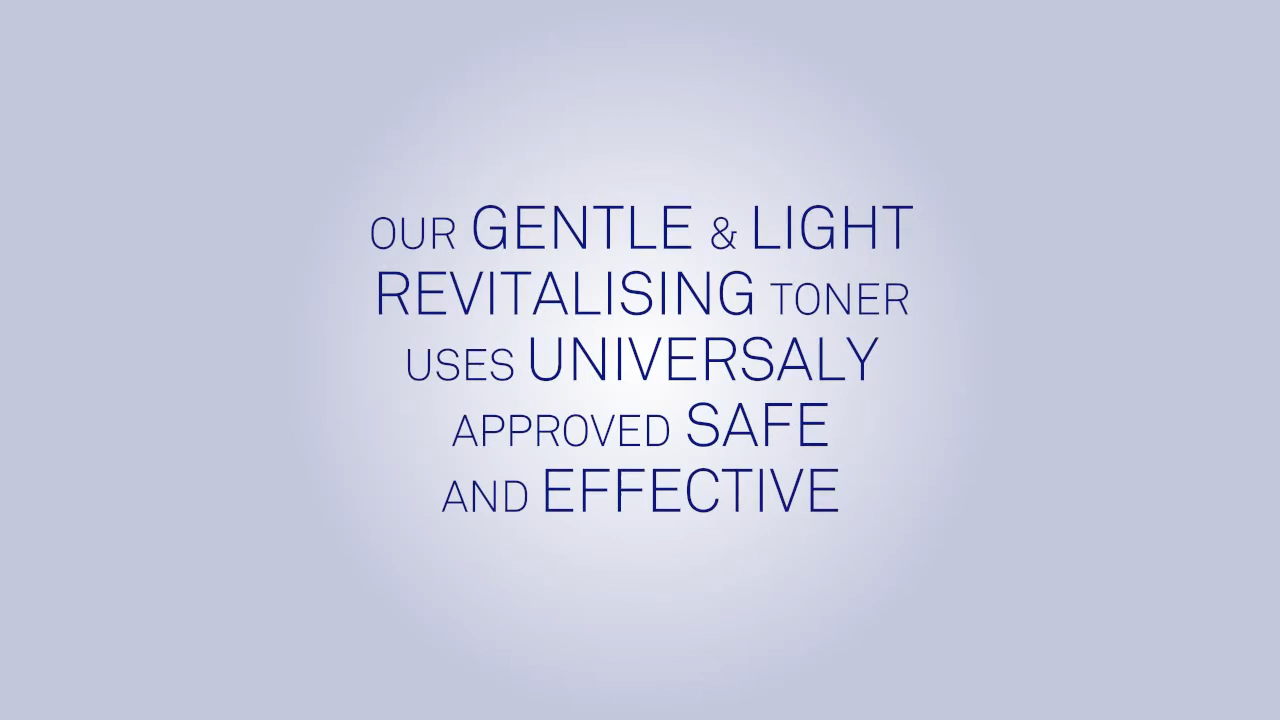 OUR GENTLE & LIGHT
REVITALISING TONER
USES UNIVERSALY
APPROVED SAFE
AND EFFECTIVE